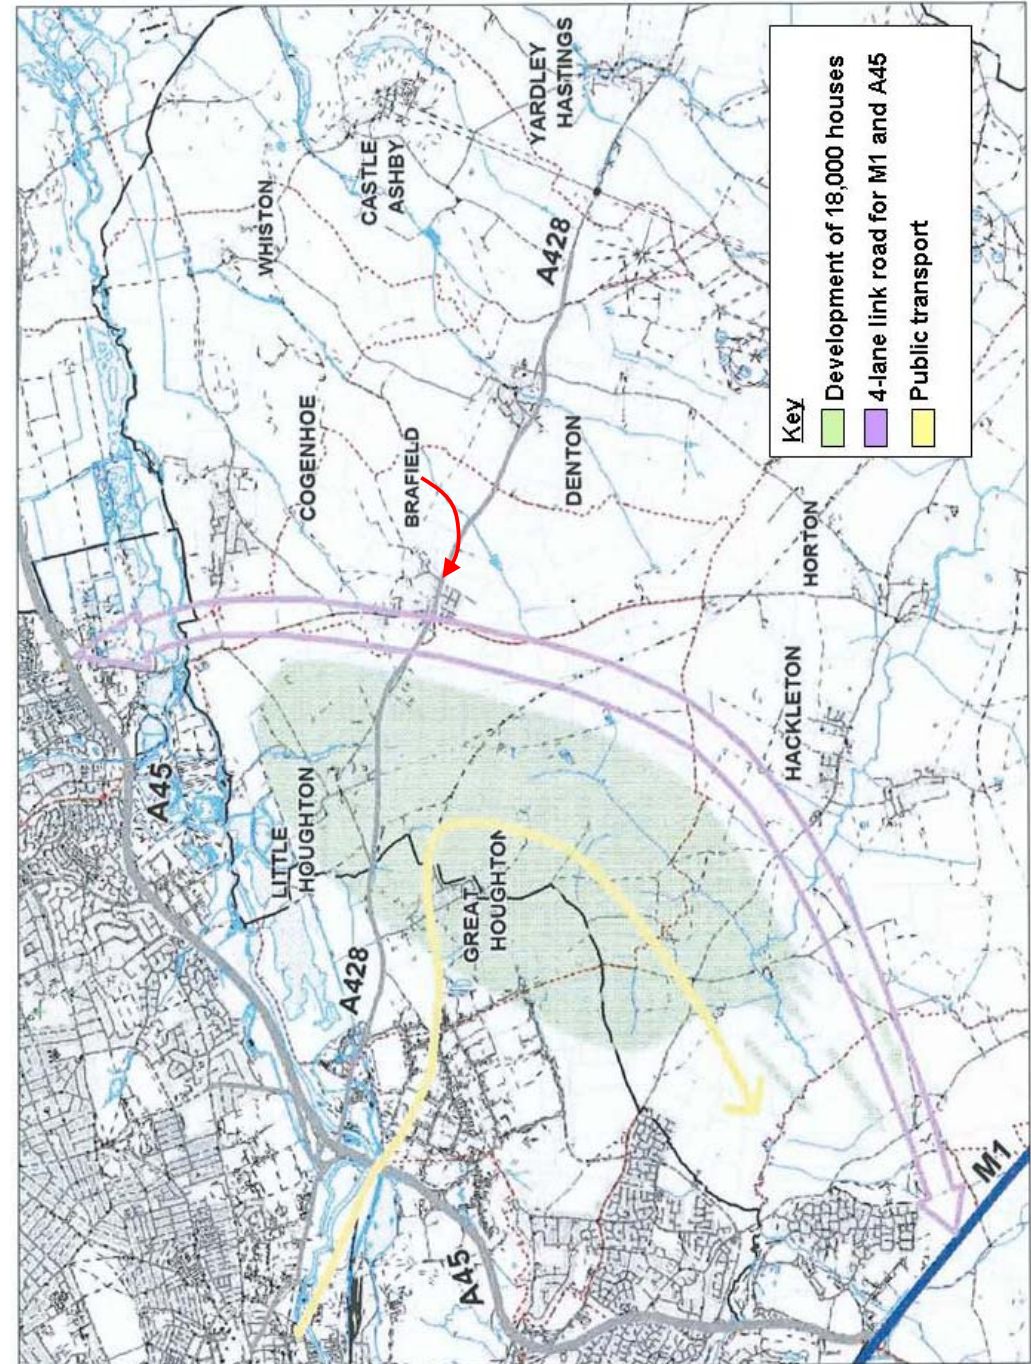 YARDLEY
HASTINGS
CASTLE
ASHBY
WHISTON
A428
COGENHOE
BRAFIELD
DENTON
HORTON
HACKLETON
A45
LITTLE
HOUGHTON
GREAT
HOUGHTON
A428
A45
M1
Key
Development of 18,000 houses
4-lane link road for M1 and A45
Public transport